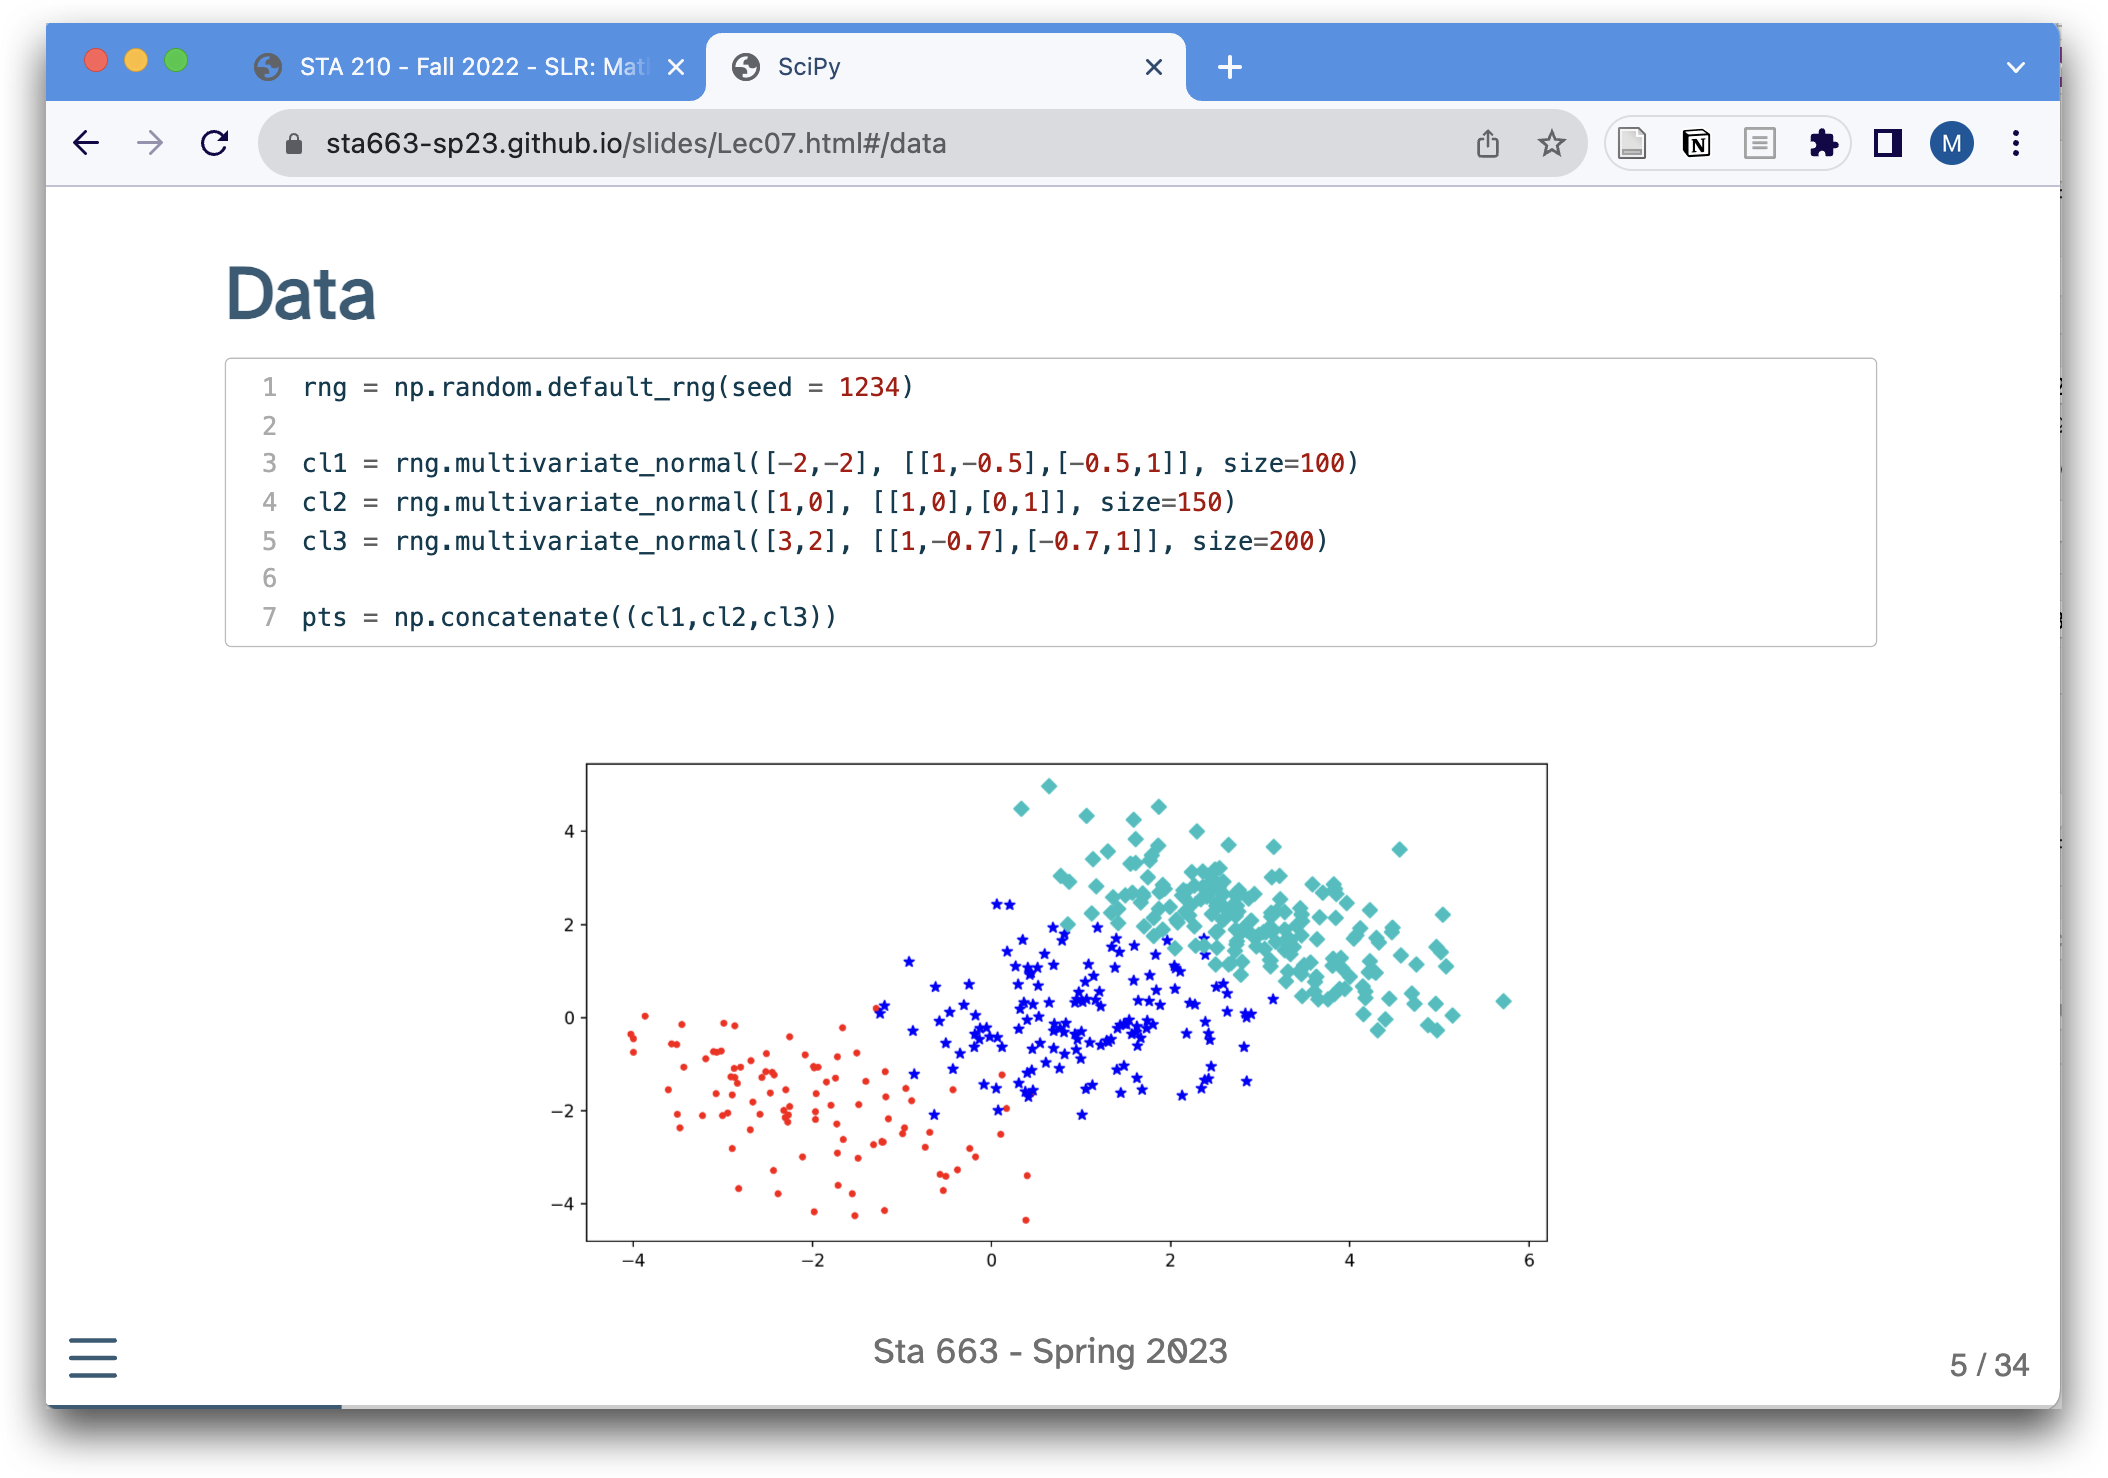 STA 210 - Fall 2022 - SLR: Mat
SciPy
sta663-sp23.github.io/slides/Lec07.html#/data
N
M
Data
1 rng = np.random.default_rng(seed = 1234)
2
3 cl1 = rng.multivariate_normal([-2,-2], [[1,-0.5],[-0.5,1]], size=100)
4 cl2 = rng.multivariate_normal([1,0], [[1,0],[0,1]], size=150)
5 cl3 = rng.multivariate_normal([3,2], [[1,-0.7],[-0.7,1]], size=200)
6
7 pts = np.concatenate((cl1,cl2,cl3))
4
2
0
−2
−4
−4 −2 0 2 4 6
Sta 663 - Spring 2023
5 / 34